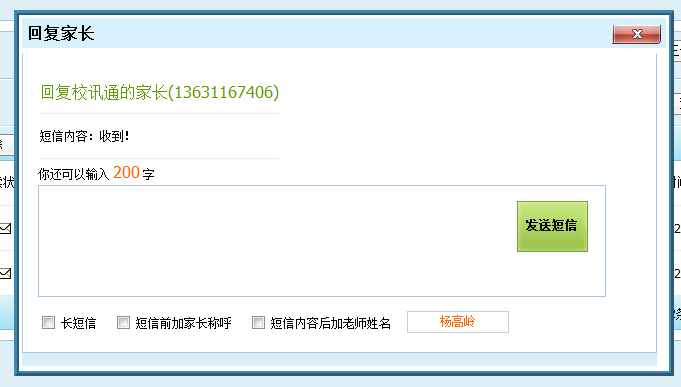 回复家长
回复校讯通的家长(13631167406)
短信内容：收到!
你还可以输入 200 字
发送短信
长短信 短信前加家长称呼 短信内容后加老师姓名 杨高岭